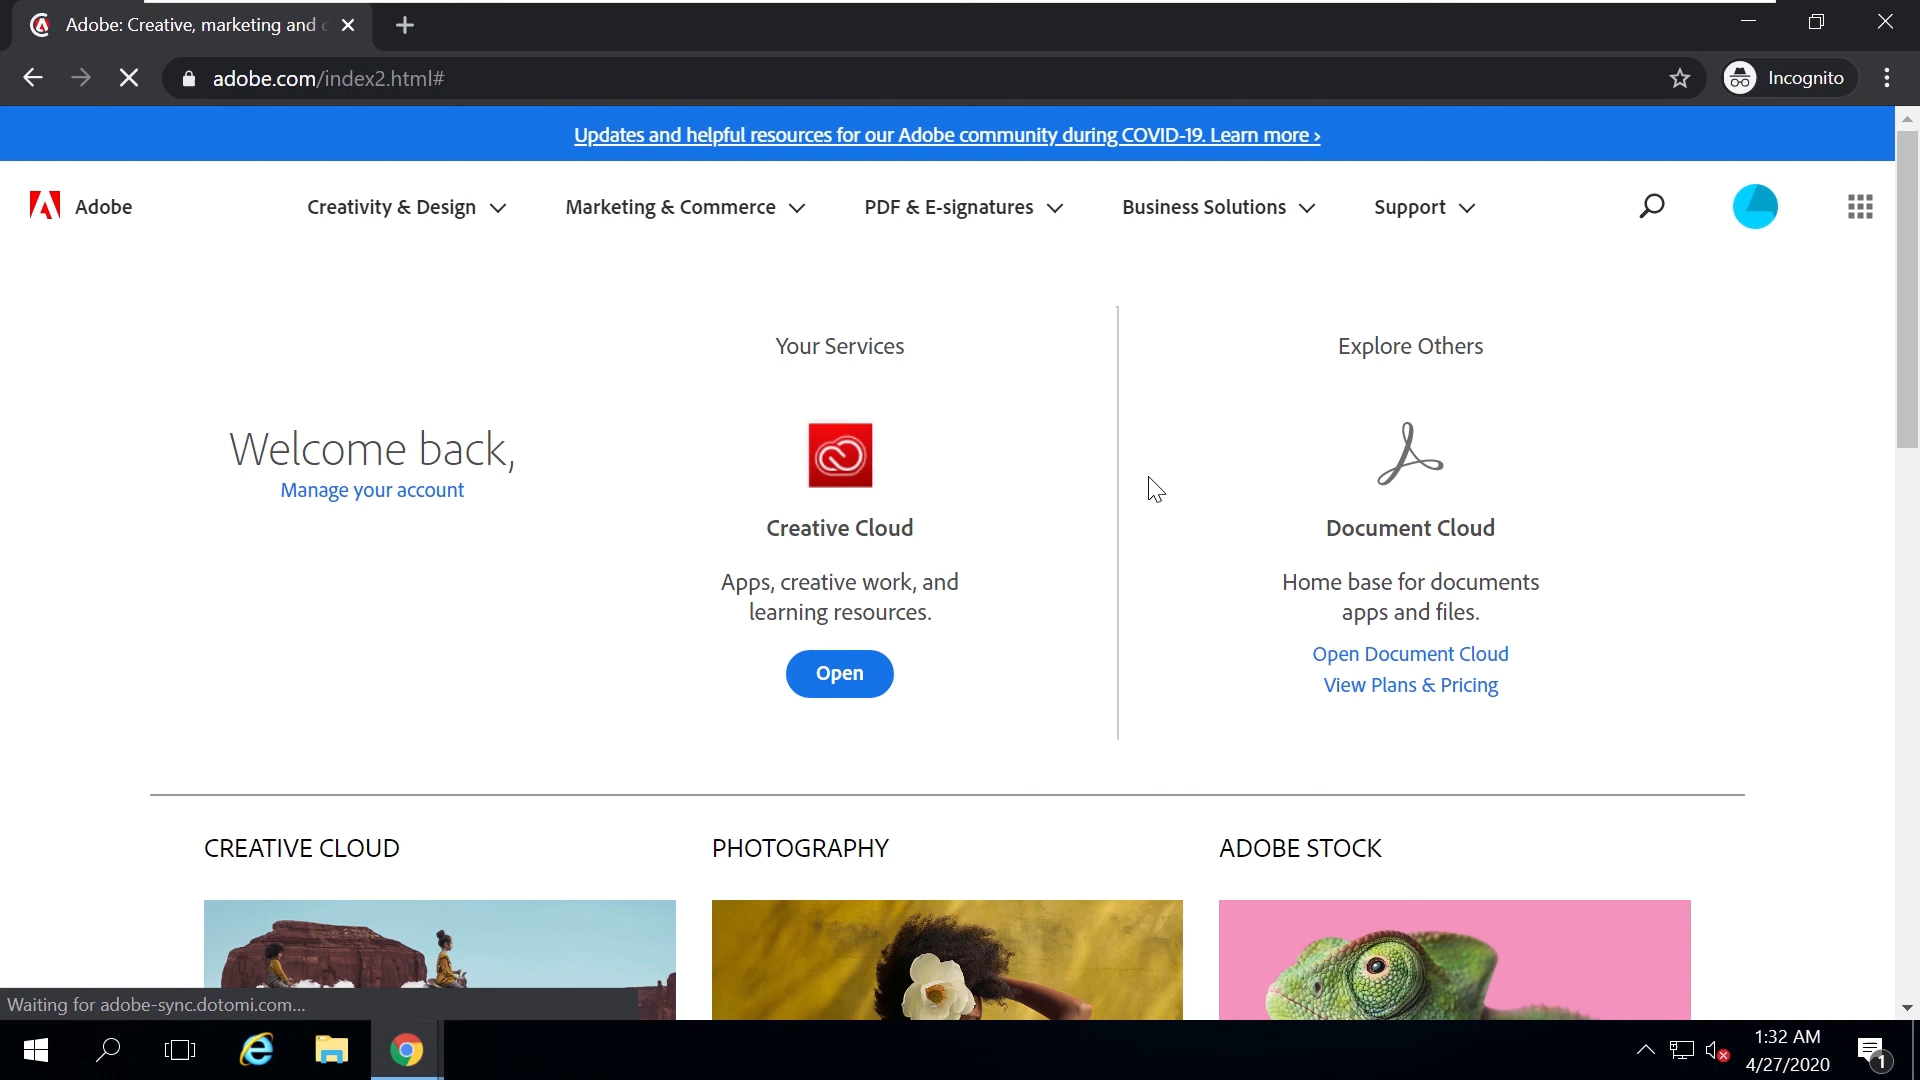 Adobe: Creative, marketing and
adobe.com/index2.html#
Incognito
Updates and helpful resources for our Adobe community during COVID-19. Learn more ›
Adobe
Creativity & Design
Marketing & Commerce
PDF & E-signatures
Business Solutions
Support
Your Services
Explore Others
Welcome back,
Manage your account
Creative Cloud
Document Cloud
Apps, creative work, and
learning resources.
Home base for documents
apps and files.
Open
Open Document Cloud
View Plans & Pricing
CREATIVE CLOUD
PHOTOGRAPHY
ADOBE STOCK
Waiting for adobe-sync.dotomi.com...
1:32 AM
4/27/2020
1